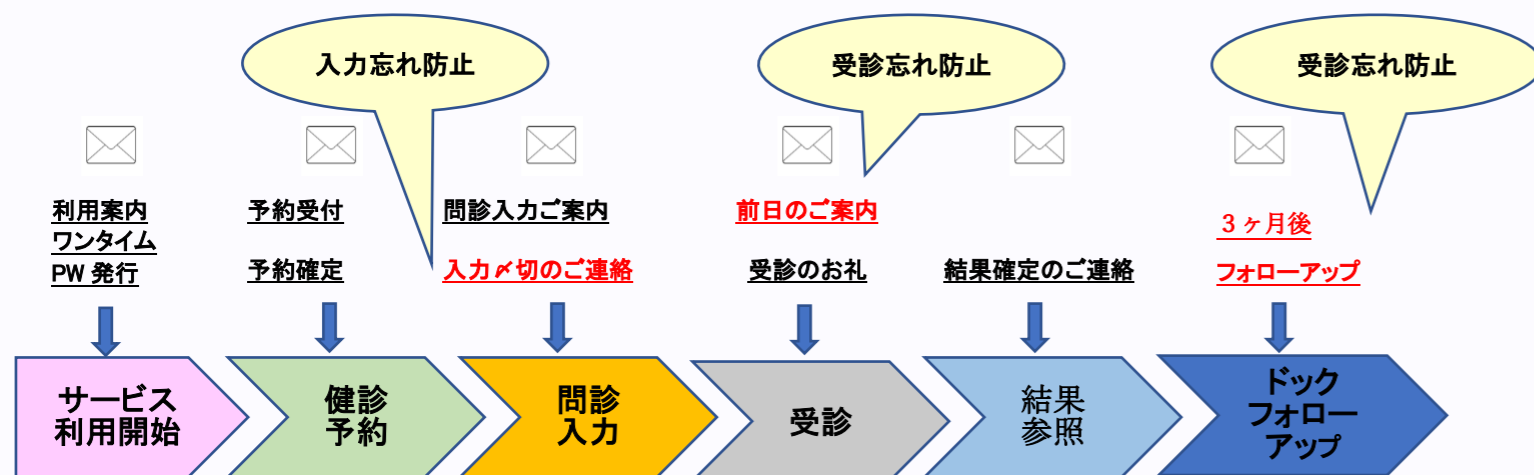 入力忘れ防止
受診忘れ防止
受診忘れ防止
利用案内
ワンタイム
PW 発行
予約受付
予約確定
問診入力ご案内
入力〆切のご連絡
前日のご案内
受診のお礼
結果確定のご連絡
３ヶ月後
フォローアップ
サービス
利用開始
健診
予約
問診
入力
受診
結果
参照
ドック
フォロー
アップ